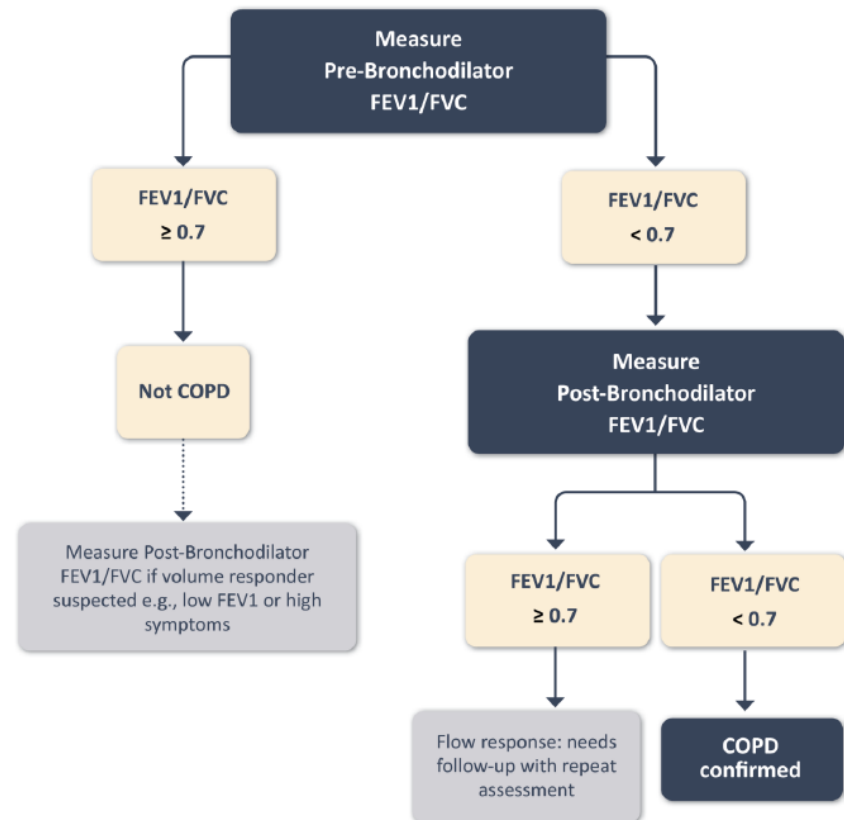 Measure
Pre-Bronchodilator
FEV1/FVC
FEV1/FVC
≥ 0.7
FEV1/FVC
< 0.7
Not COPD
Measure
Post-Bronchodilator
FEV1/FVC
Measure Post-Bronchodilator
FEV1/FVC if volume responder
suspected e.g., low FEV1 or high
symptoms
FEV1/FVC
≥ 0.7
FEV1/FVC
< 0.7
Flow response: needs
follow-up with repeat
assessment
COPD
confirmed